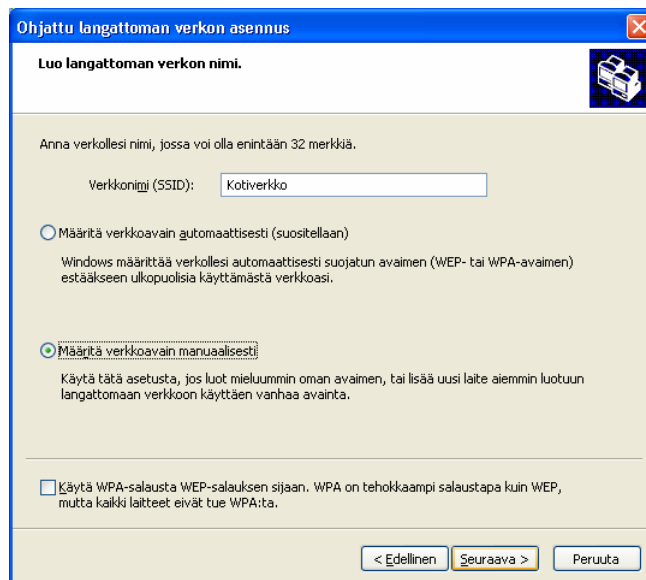 Ohjattu langattoman verkon asennus
Luo langattoman verkon nimi.
Anna verkollesi nimi, jossa voi olla enintään 32 merkkiä.
Verkkonimi (SSID): Kotiverkko
Määritä verkkoavain automaattisesti (suositellaan)
Windows määrittää verkollesi automaattisesti suojatun avaimen (WEP- tai WPA-avaimen)
estääkseen ulkopuolisia käyttämästä verkkoasi.
Määritä verkkoavain manuaalisesti
Käytä tätä asetusta, jos luot mieluummin oman avaimen, tai lisää uusi laite aiemmin luotuun
langattomaan verkkoon käyttäen vanhaa avainta.
Käytä WPA-salausta WEP-salauksen sijaan. WPA on tehokkaampi salaustapa kuin WEP,
mutta kaikki laitteet eivät tue WPA:ta.
< Edellinen Seuraava > Peruuta